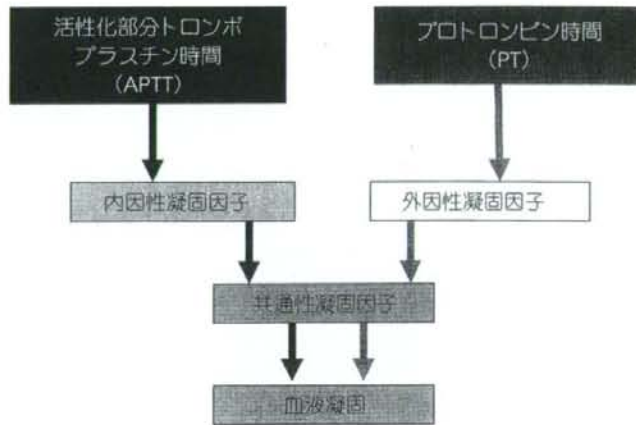 活性化部分トロンボ
プラスチン時間
(APTT)
プロトロンビン時間
(PT)
内因性凝固因子
外因性凝固因子
共通性凝固因子
血液凝固